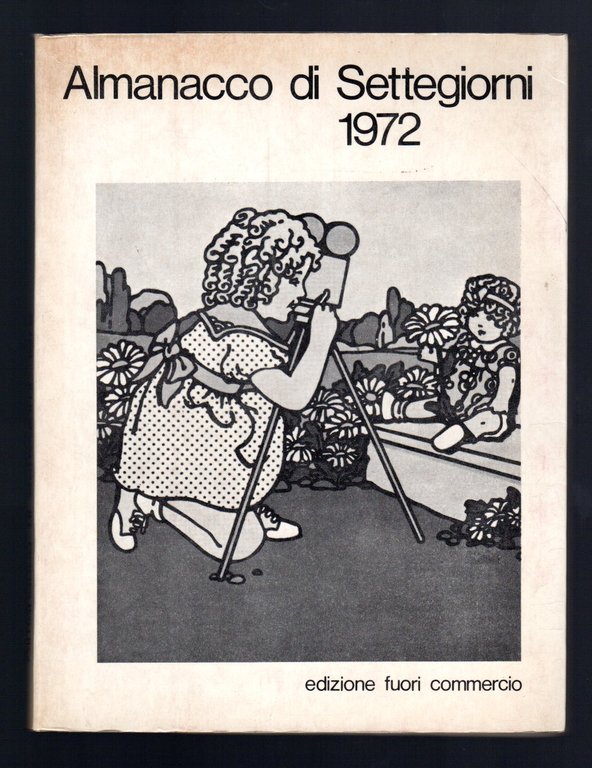 Almanacco di Settegiorni
1972
edizione fuori commercio